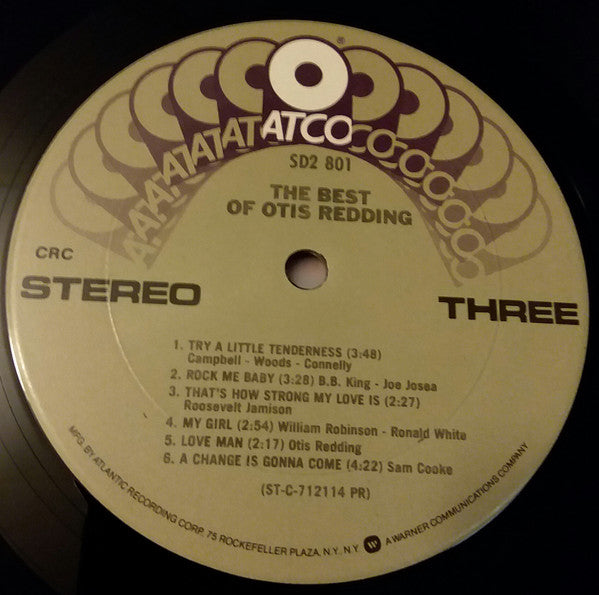 ®
ATCO
SD2 801
THE BEST
OF OTIS REDDING
CRC
STEREO
THREE
1. TRY A LITTLE TENDERNESS (3:48)
Campbell - Woods - Connelly
2. ROCK ME BABY (3:28) B.B. King - Joe Josea
3. THAT'S HOW STRONG MY LOVE IS (2:27)
Roosevelt Jamison
4. MY GIRL (2:54) William Robinson - Ronald White
5. LOVE MAN (2:17) Otis Redding
6. A CHANGE IS GONNA COME (4:22) Sam Cooke
(ST-C-712114 PR)
MFG. BY ATLANTIC RECORDING CORP. 75 ROCKEFELLER PLAZA, N.Y. N.Y. W A WARNER COMMUNICATIONS COMPANY